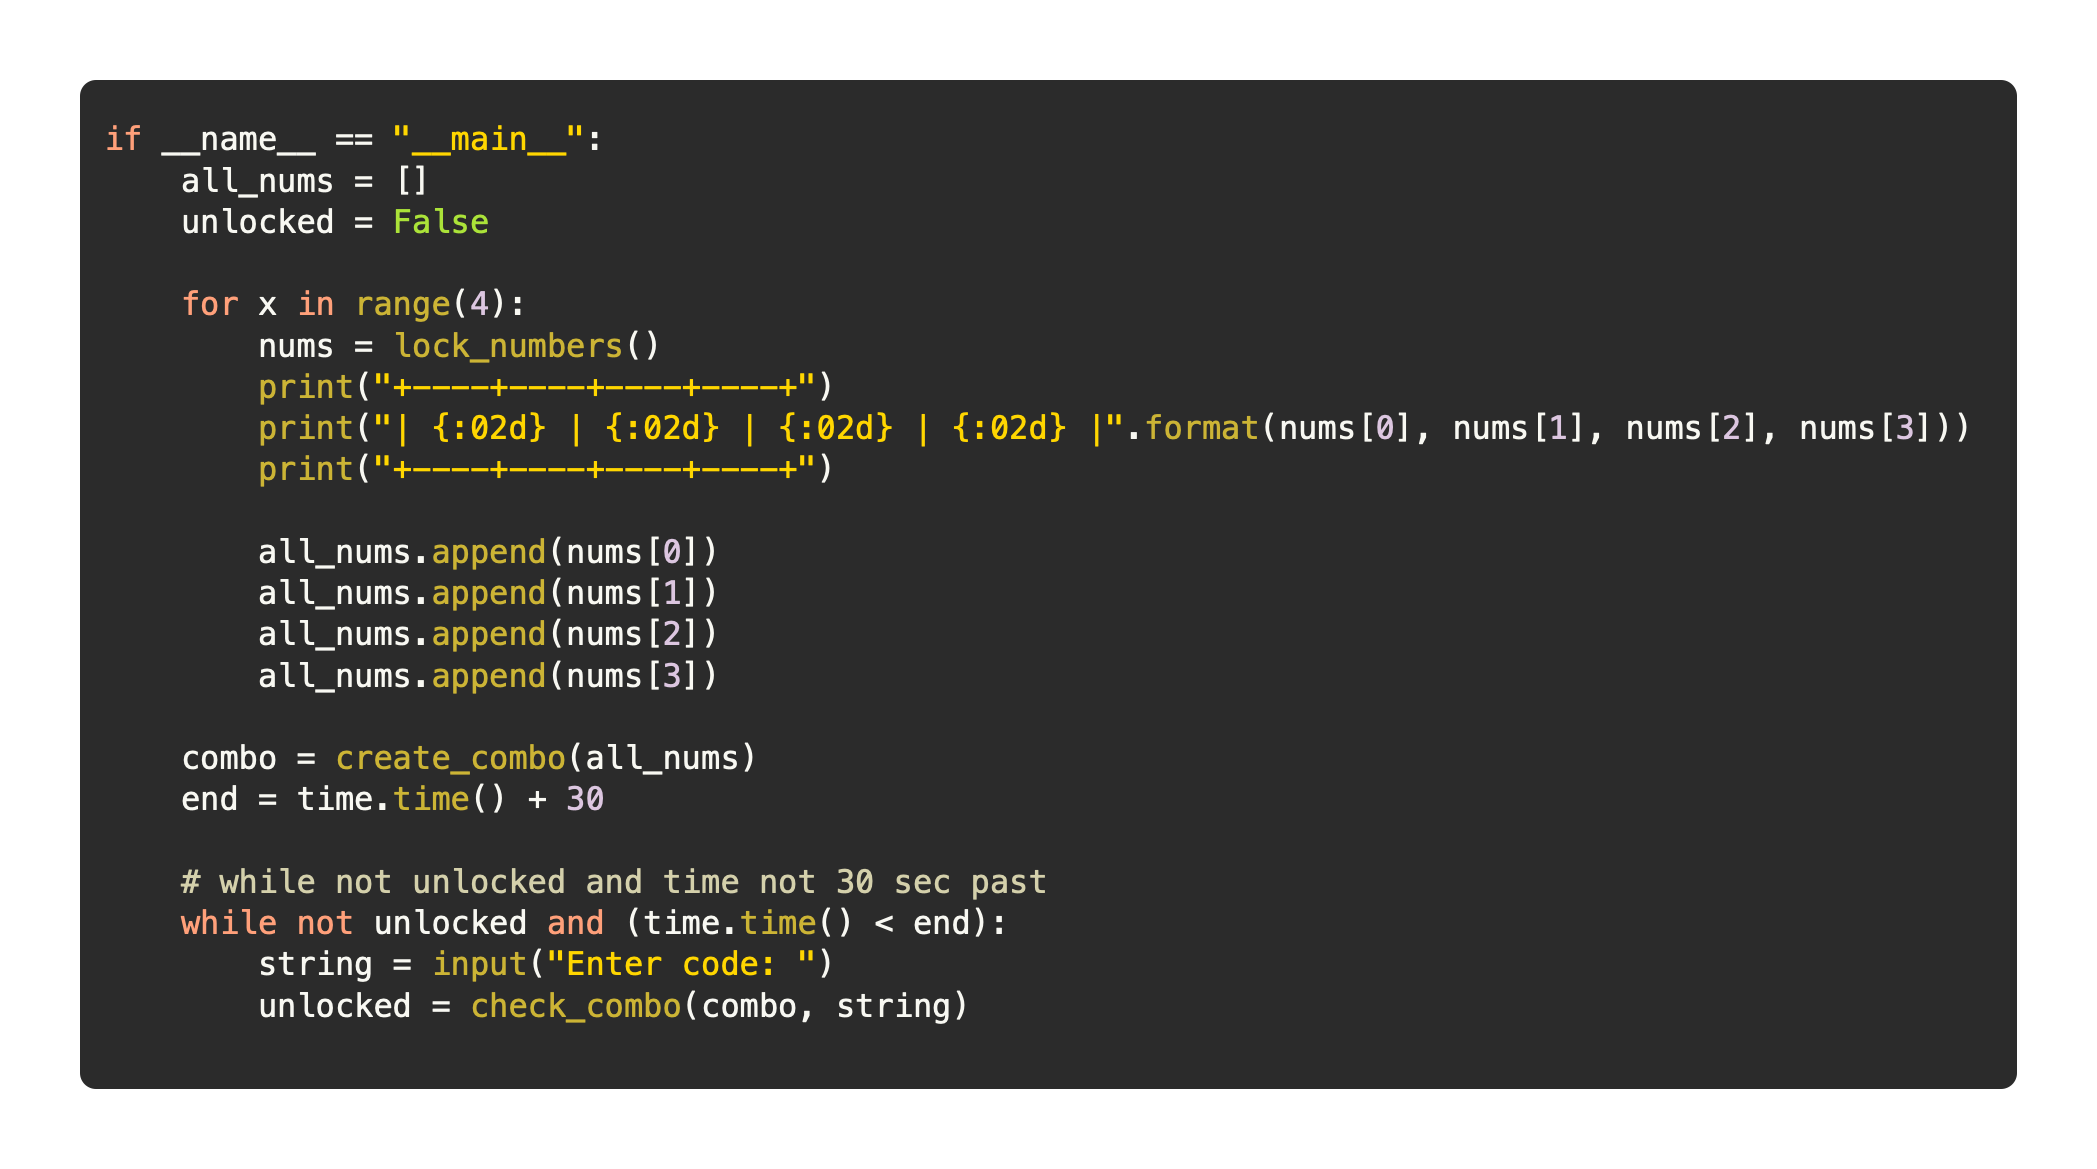 if __name__ == "__main__":
    all_nums = []
    unlocked = False

    for x in range(4):
        nums = lock_numbers()
        print("+----+----+----+----+")
        print("| {:02d} | {:02d} | {:02d} | {:02d} |".format(nums[0], nums[1], nums[2], nums[3]))
        print("+----+----+----+----+")

        all_nums.append(nums[0])
        all_nums.append(nums[1])
        all_nums.append(nums[2])
        all_nums.append(nums[3])

    combo = create_combo(all_nums)
    end = time.time() + 30

    # while not unlocked and time not 30 sec past
    while not unlocked and (time.time() < end):
        string = input("Enter code: ")
        unlocked = check_combo(combo, string)